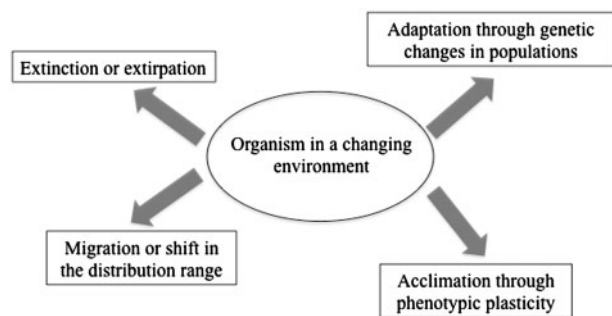 Extinction or extirpation
Adaptation through genetic
changes in populations
Organism in a changing
environment
Migration or shift in
the distribution range
Acclimation through
phenotypic plasticity